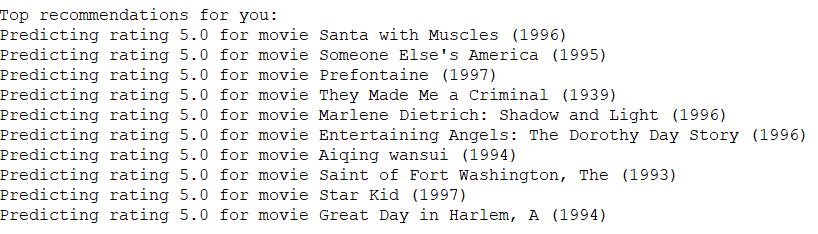 Top recommendations for you:
Predicting rating 5.0 for movie Santa with Muscles (1996)
Predicting rating 5.0 for movie Someone Else's America (1995)
Predicting rating 5.0 for movie Prefontaine (1997)
Predicting rating 5.0 for movie They Made Me a Criminal (1939)
Predicting rating 5.0 for movie Marlene Dietrich: Shadow and Light (1996)
Predicting rating 5.0 for movie Entertaining Angels: The Dorothy Day Story (1996)
Predicting rating 5.0 for movie Aiqing wansui (1994)
Predicting rating 5.0 for movie Saint of Fort Washington, The (1993)
Predicting rating 5.0 for movie Star Kid (1997)
Predicting rating 5.0 for movie Great Day in Harlem, A (1994)